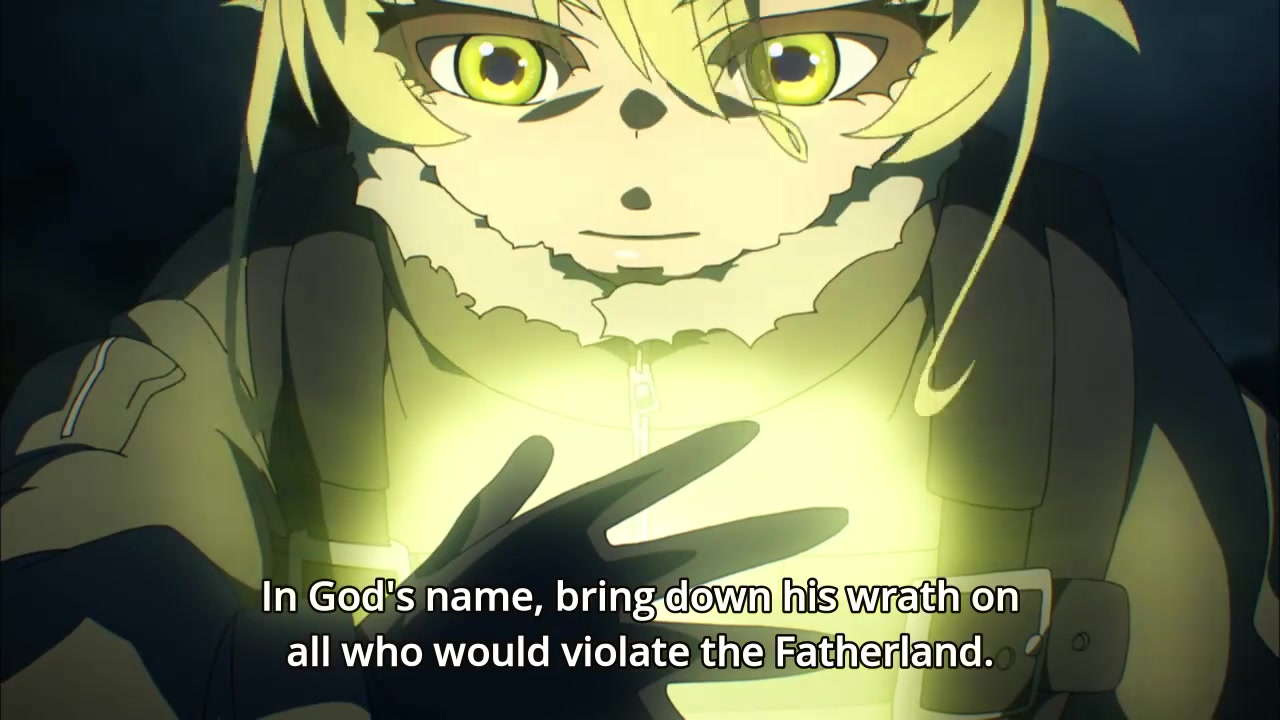 In God's name, bring down his wrath on
all who would violate the Fatherland.